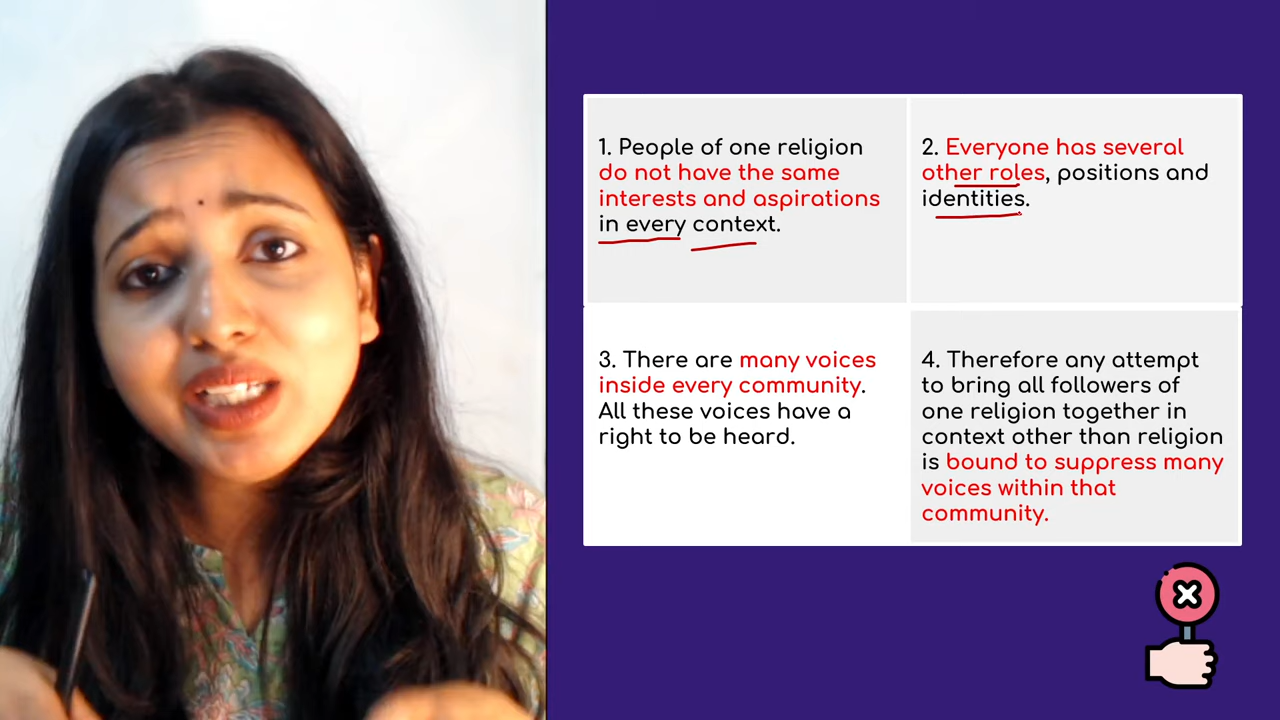 1. People of one religion
do not have the same
interests and aspirations
in every context.
2. Everyone has several
other roles, positions and
identities.
3. There are many voices
inside every community.
All these voices have a
right to be heard.
4. Therefore any attempt
to bring all followers of
one religion together in
context other than religion
is bound to suppress many
voices within that
community.